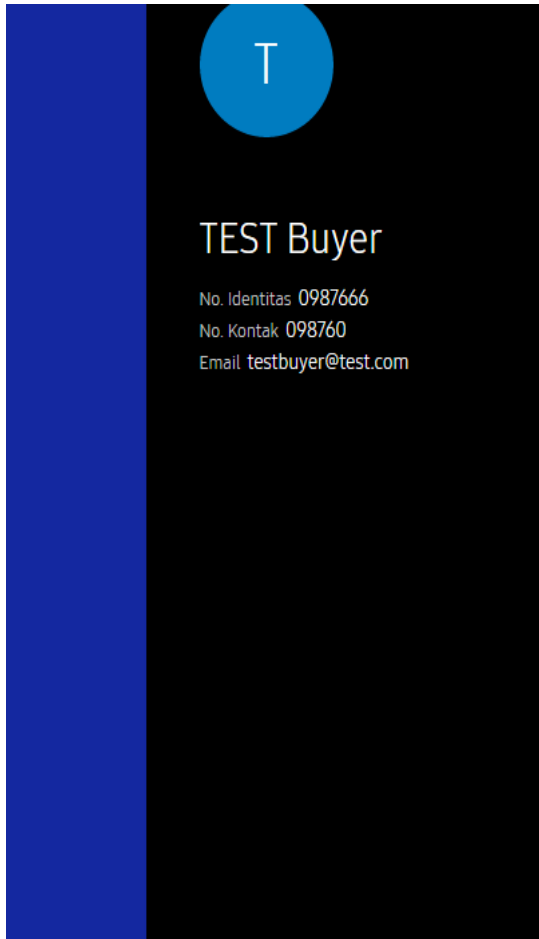 T
TEST Buyer
No. Identitas 0987666
No. Kontak 098760
Email testbuyer@test.com